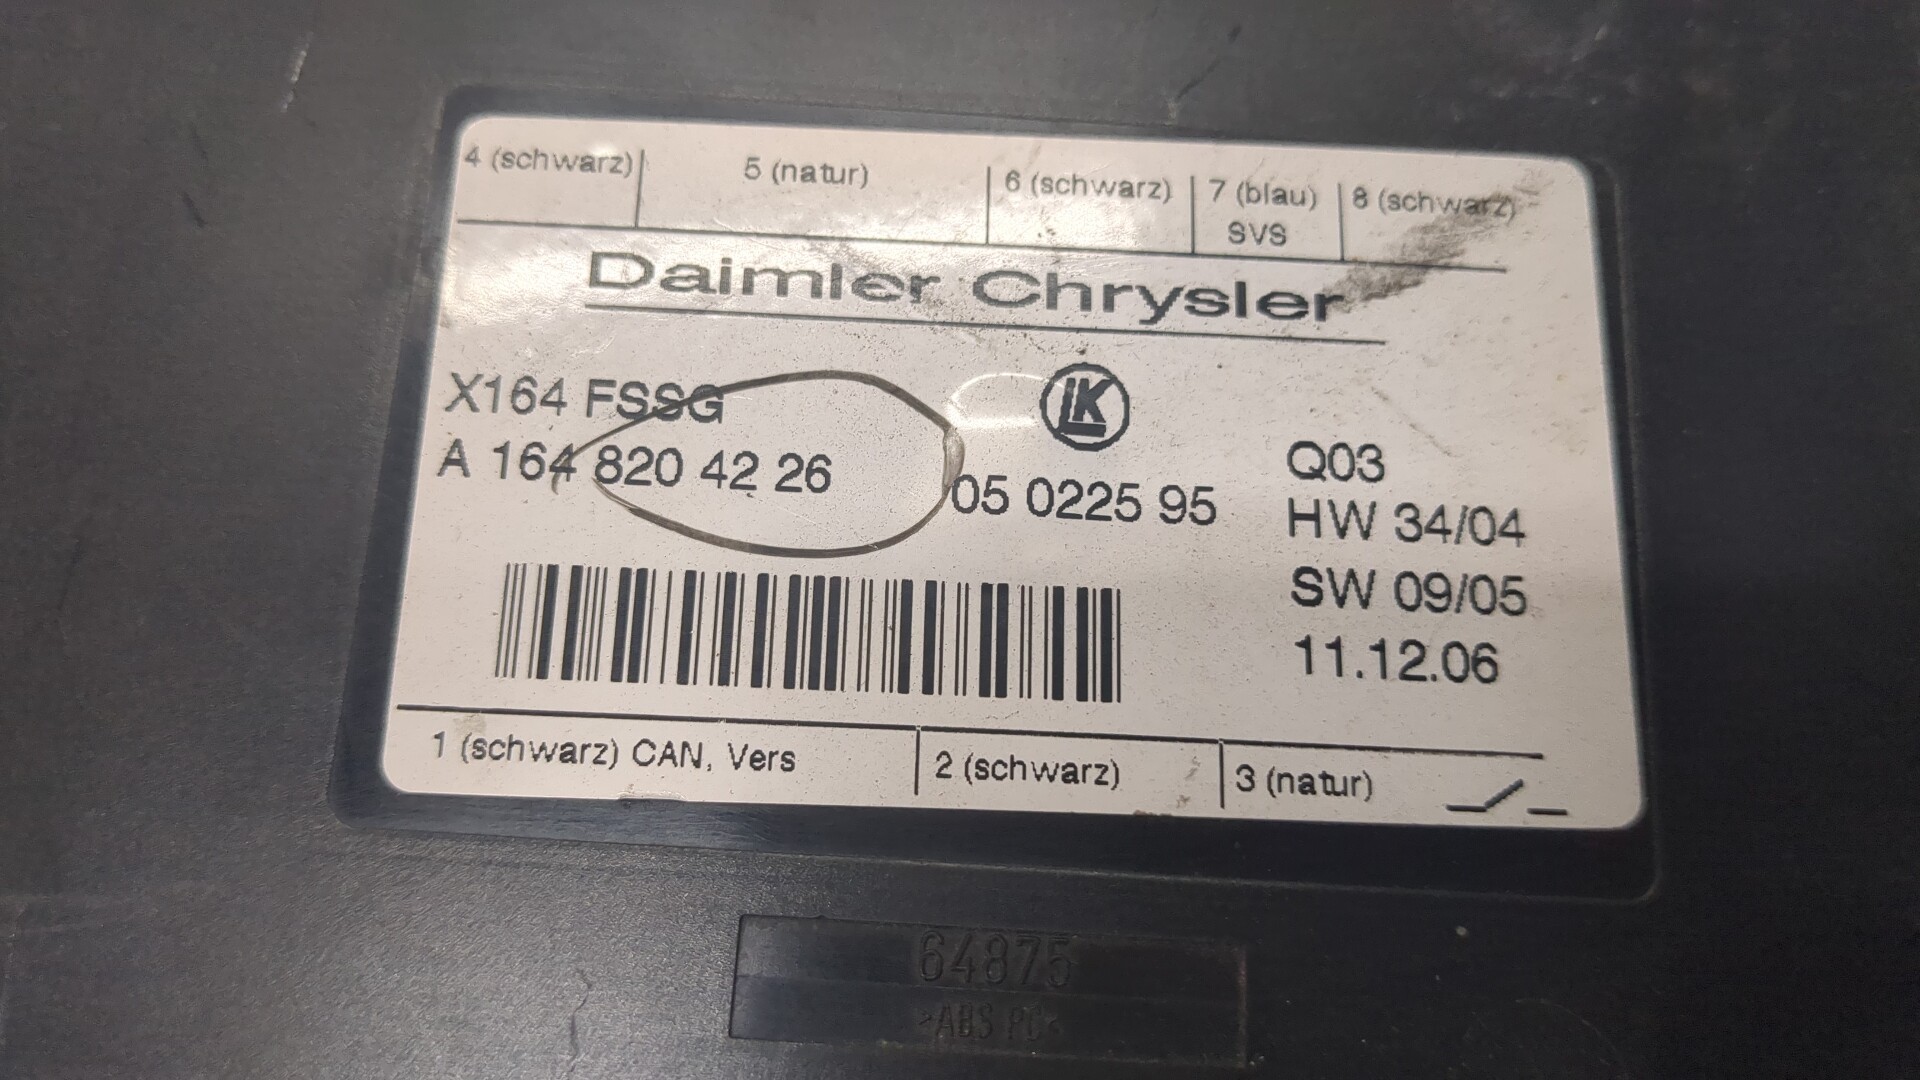 4 (schwarz) 5 (natur) 6 (schwarz) 7 (blau) 8 (schwarz)
SVS
Daimler Chrysler
X164 FSSG
LK
A 164 820 42 26
05 0225 95
Q03
HW 34/04
SW 09/05
11.12.06
1 (schwarz) CAN, Vers 2 (schwarz) 3 (natur)
64875
>ABS PC<